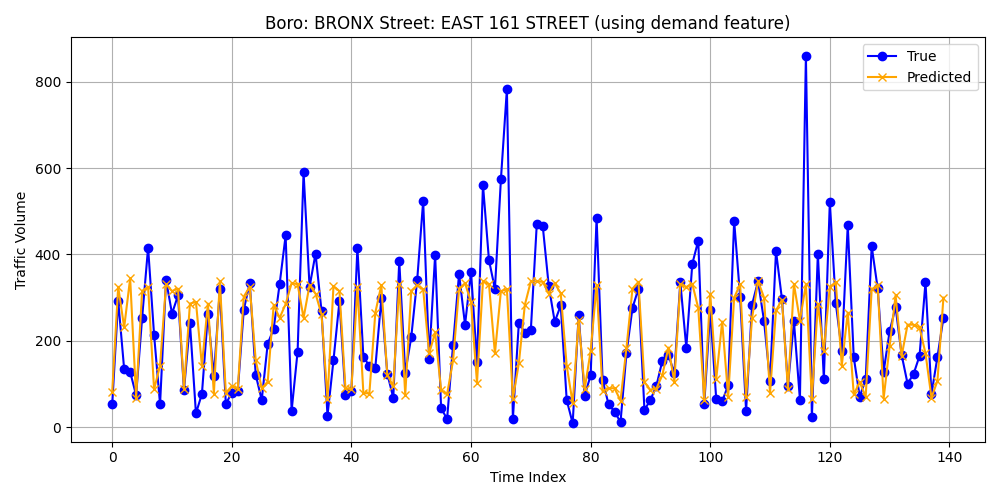 Boro: BRONX Street: EAST 161 STREET (using demand feature)
True
Predicted
Traffic Volume
800
600
400
200
0
0 20 40 60 80 100 120 140
Time Index